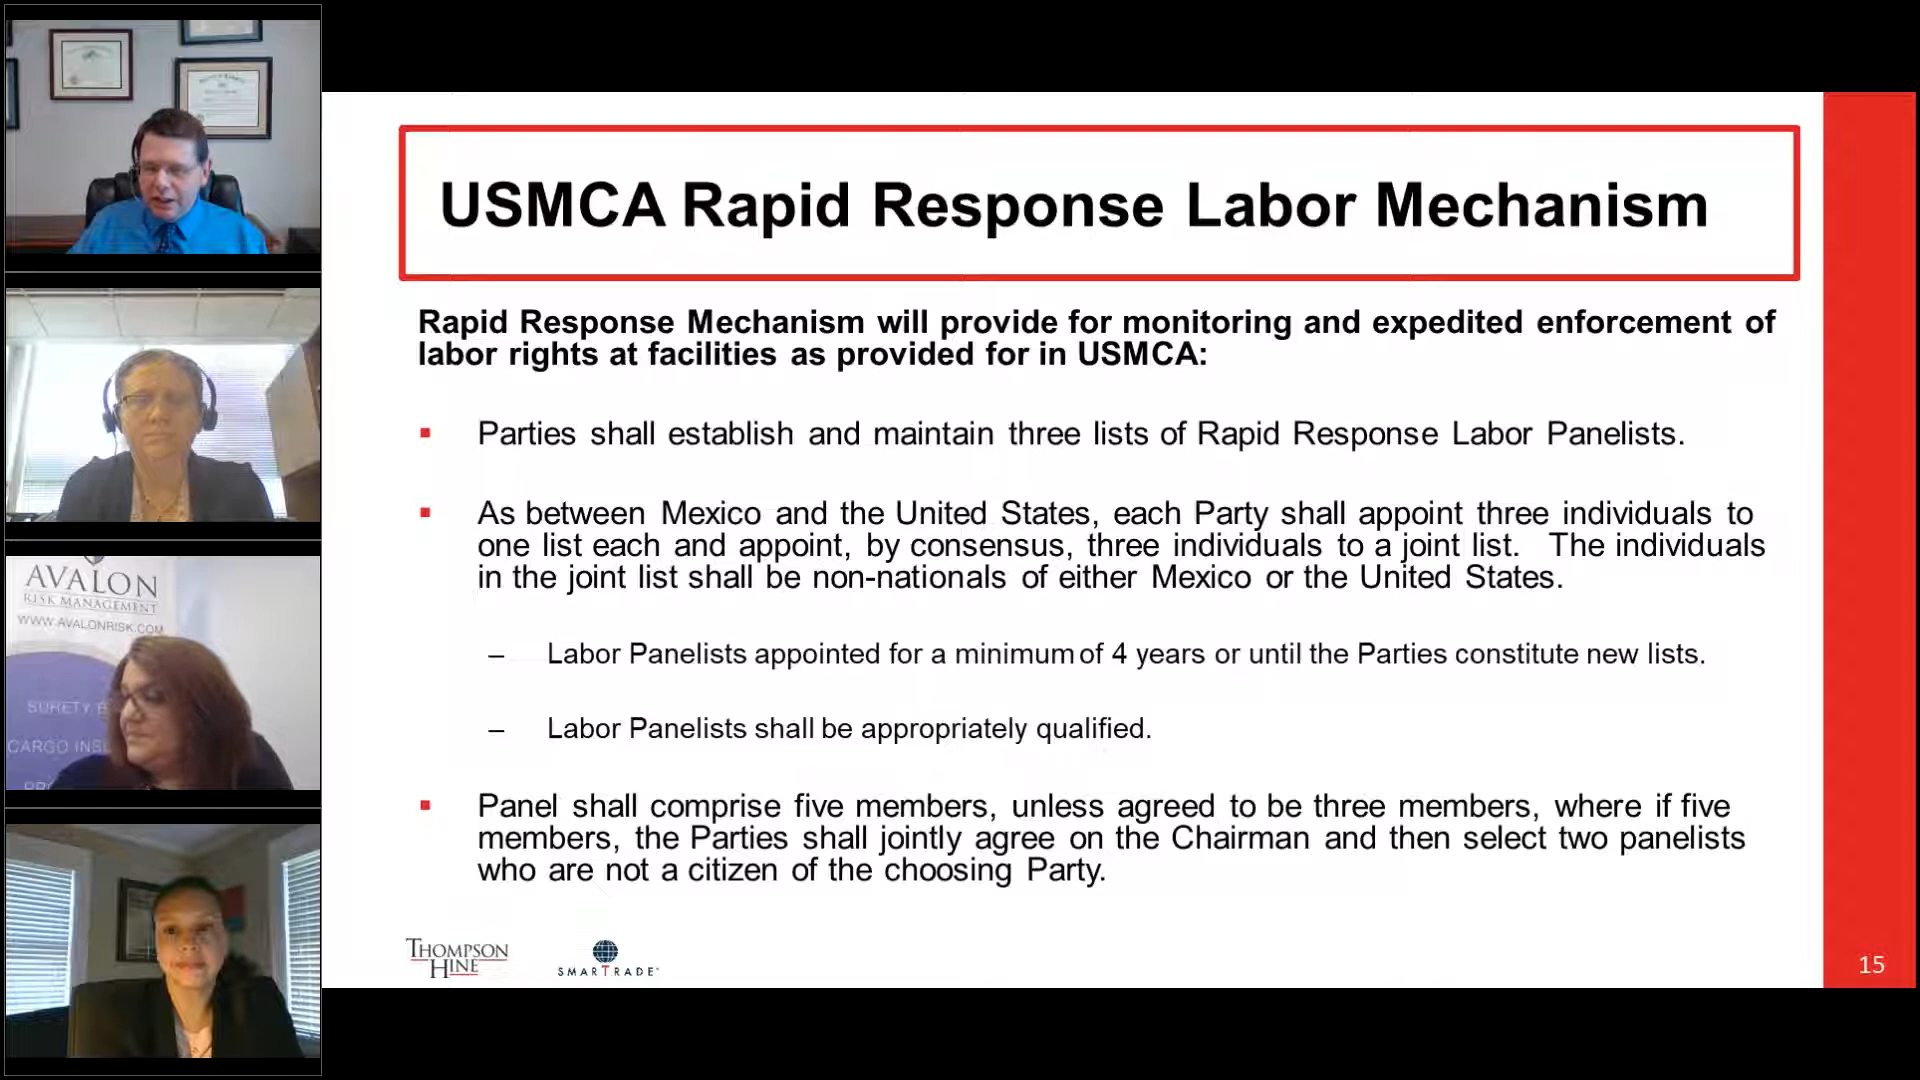 AVALON
RISK MANAGEMENT
WWW.AVALONRISK.COM
SURETY B
CARGO INS
USMCA Rapid Response Labor Mechanism
Rapid Response Mechanism will provide for monitoring and expedited enforcement of
labor rights at facilities as provided for in USMCA:
▪ Parties shall establish and maintain three lists of Rapid Response Labor Panelists.
▪ As between Mexico and the United States, each Party shall appoint three individuals to
one list each and appoint, by consensus, three individuals to a joint list. The individuals
in the joint list shall be non-nationals of either Mexico or the United States.
– Labor Panelists appointed for a minimum of 4 years or until the Parties constitute new lists.
– Labor Panelists shall be appropriately qualified.
▪ Panel shall comprise five members, unless agreed to be three members, where if five
members, the Parties shall jointly agree on the Chairman and then select two panelists
who are not a citizen of the choosing Party.
THOMPSON
HINE
SMARTRADE
15